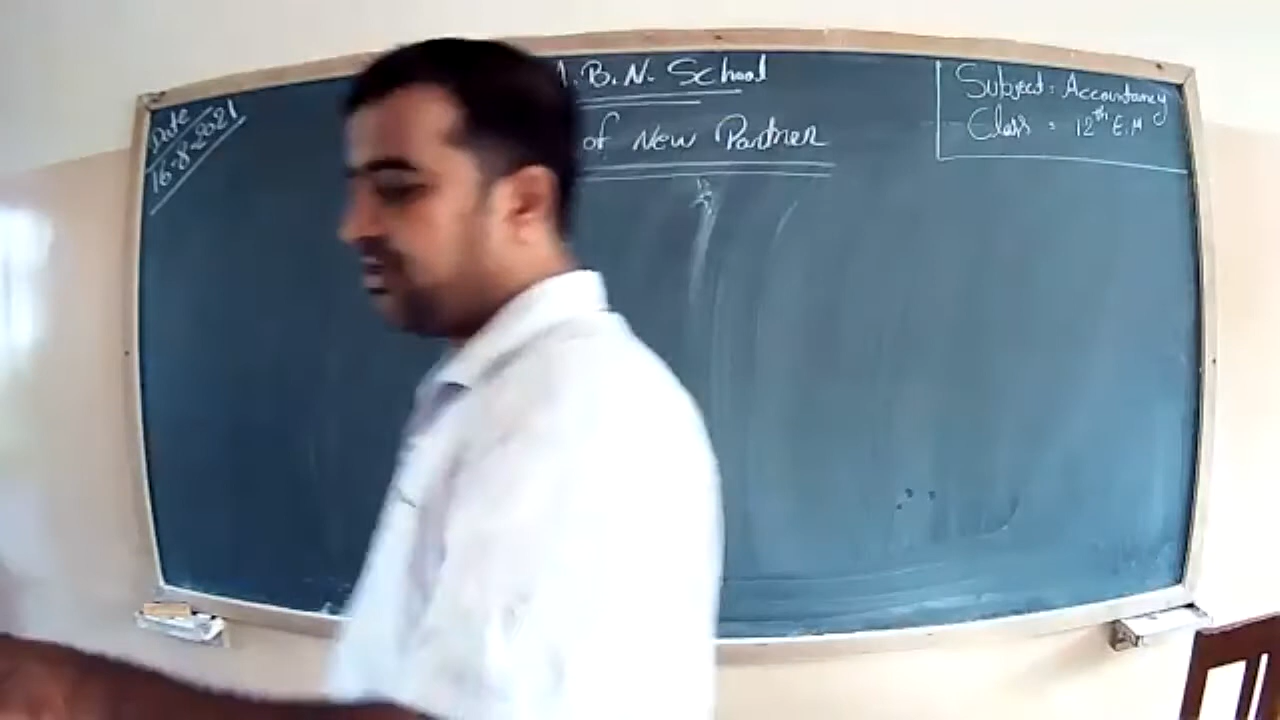 Date
16-8-2021
.B.N. School
of New Partner
Subject: Accountancy
Class = 12th E.M